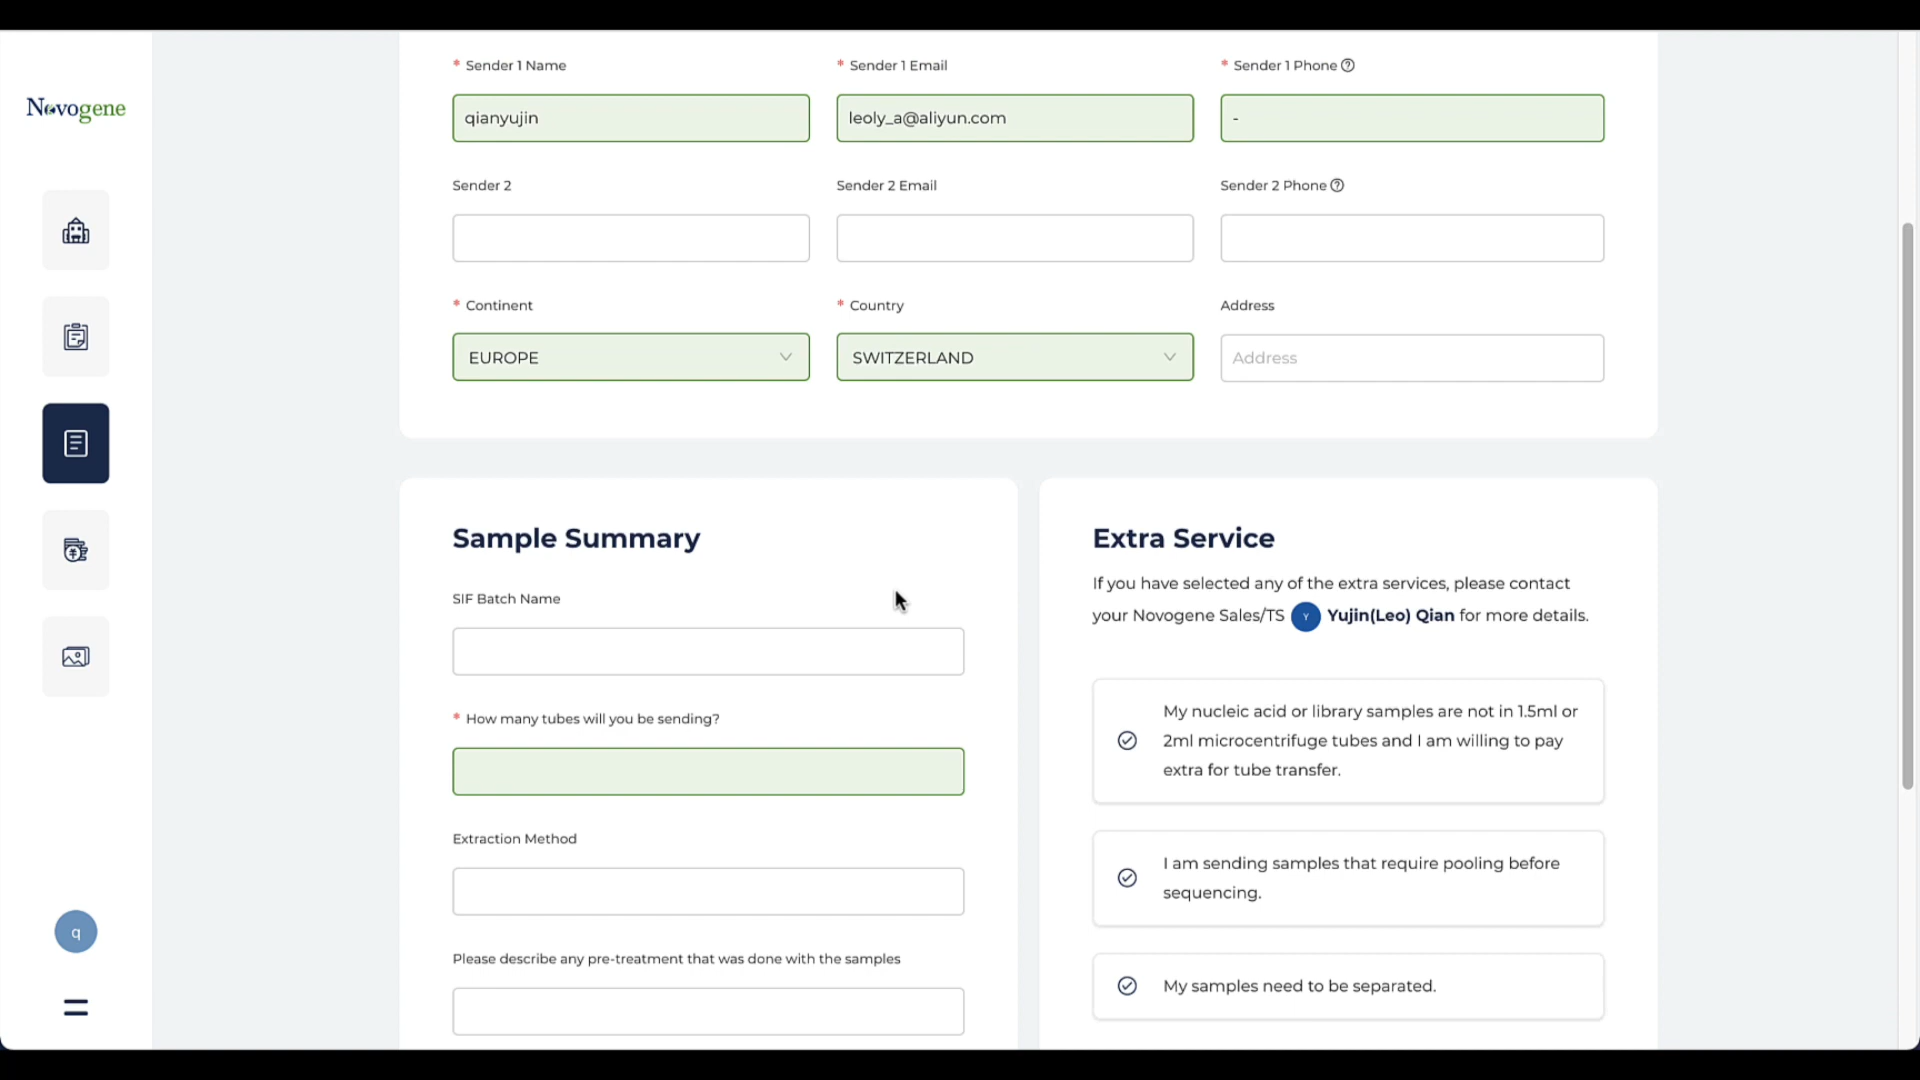 Novogene
* Sender 1 Name
* Sender 1 Email
* Sender 1 Phone
qianyujin
leoly_a@aliyun.com
-
Sender 2
Sender 2 Email
Sender 2 Phone
* Continent
* Country
Address
EUROPE
SWITZERLAND
Address
Sample Summary
SIF Batch Name
* How many tubes will you be sending?
Extraction Method
Please describe any pre-treatment that was done with the samples
Extra Service
If you have selected any of the extra services, please contact
your Novogene Sales/TS Y Yujin(Leo) Qian for more details.
My nucleic acid or library samples are not in 1.5ml or
2ml microcentrifuge tubes and I am willing to pay
extra for tube transfer.
I am sending samples that require pooling before
sequencing.
My samples need to be separated.
q